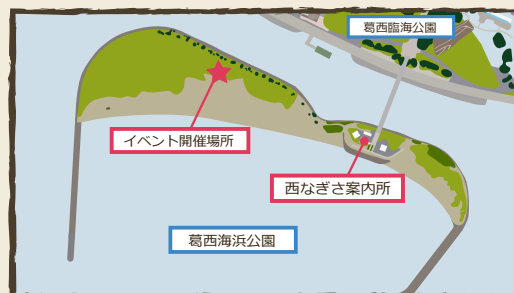 葛西臨海公園
イベント開催場所
西なぎさ案内所
葛西海浜公園